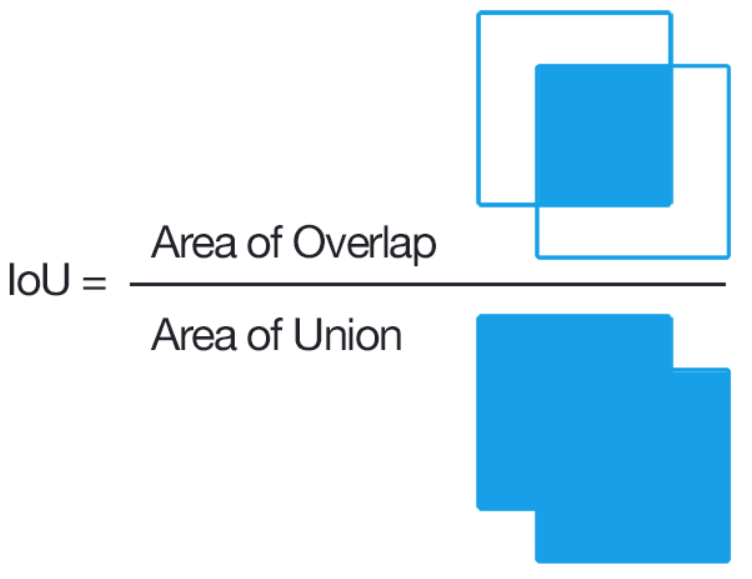 Area of Overlap
IoU =
Area of Union